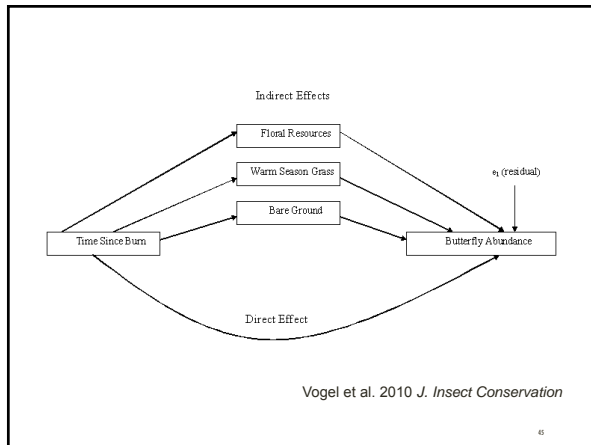 Indirect Effects
Floral Resources
Warm Season Grass
e₁ (residual)
Bare Ground
Time Since Burn
Butterfly Abundance
Direct Effect
Vogel et al. 2010 J. Insect Conservation
45